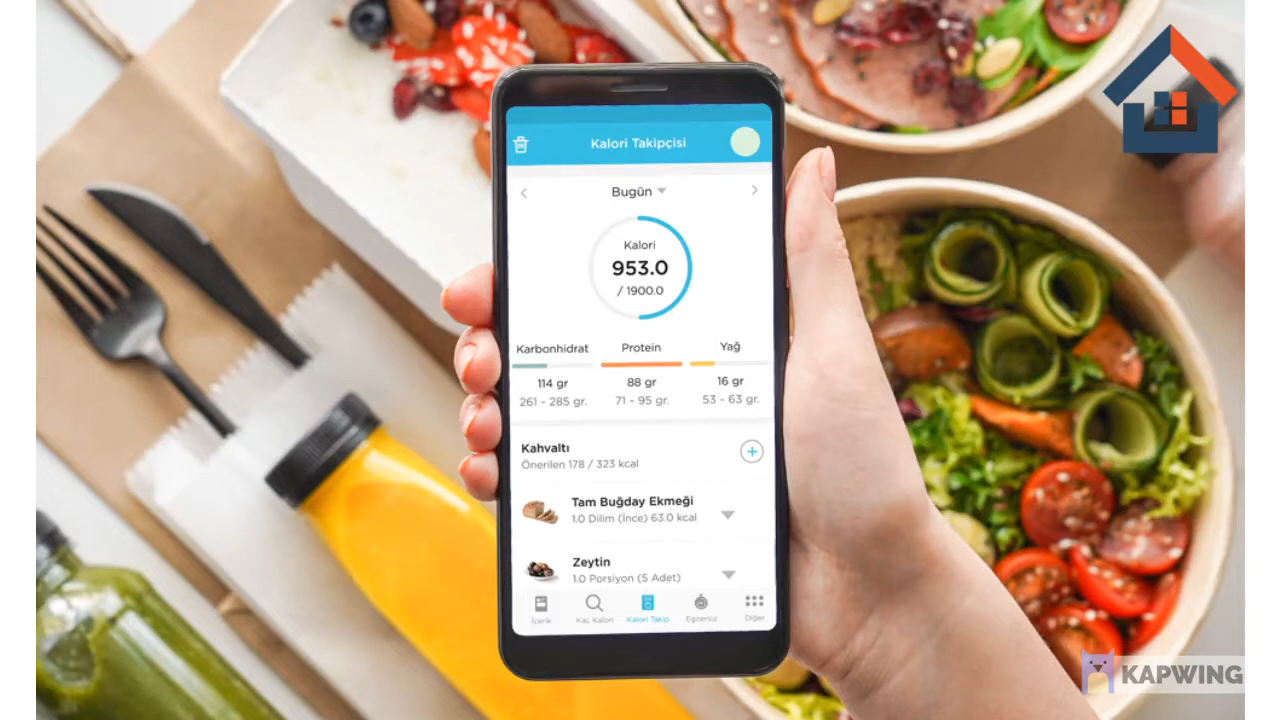 Kalori Takipçisi
Bugün
Kalori
953.0
/ 1900.0
Karbonhidrat Protein Yağ
114 gr 88 gr 16 gr
261 - 285 gr. 71 - 95 gr. 53 - 63 gr.
Kahvaltı
Önerilen 178 / 323 kcal
Tam Buğday Ekmeği
1.0 Dilim (İnce) 63.0 kcal
Zeytin
1.0 Porsiyon (5 Adet)
İçerik Kaç Kalori Kalori Takip Egzersiz Diğer
KAPWING